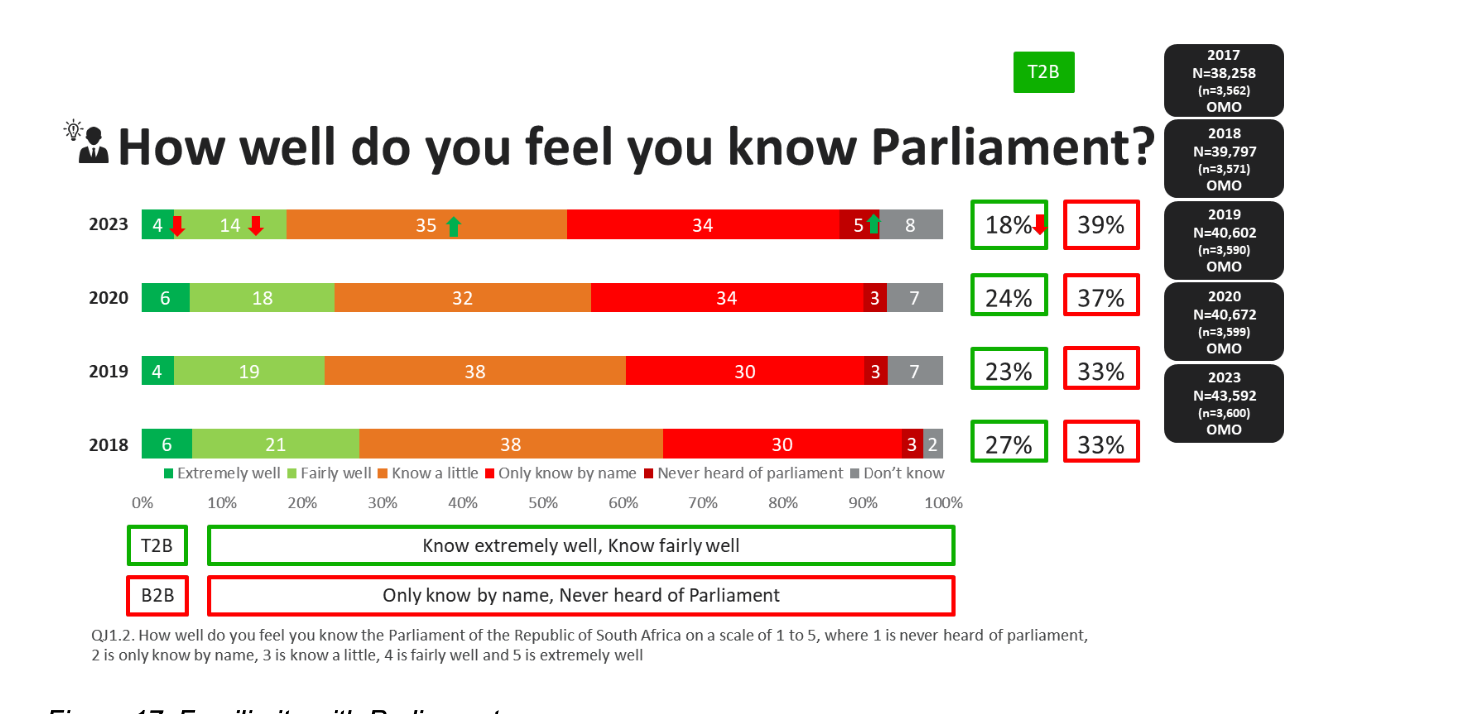 T2B
2017
N=38,258
(n=3,562)
OMO
2018
N=39,797
(n=3,571)
OMO
2019
N=40,602
(n=3,590)
OMO
2020
N=40,672
(n=3,599)
OMO
2023
N=43,592
(n=3,600)
OMO
How well do you feel you know Parliament?
2023 4 14 35 34 5 8 18% 39%
2020 6 18 32 34 3 7 24% 37%
2019 4 19 38 30 3 7 23% 33%
2018 6 21 38 30 3 2 27% 33%
Extremely well Fairly well Know a little Only know by name Never heard of parliament Don't know
0% 10% 20% 30% 40% 50% 60% 70% 80% 90% 100%
T2B Know extremely well, Know fairly well
B2B Only know by name, Never heard of Parliament
QJ1.2. How well do you feel you know the Parliament of the Republic of South Africa on a scale of 1 to 5, where 1 is never heard of parliament,
2 is only know by name, 3 is know a little, 4 is fairly well and 5 is extremely well
Figure 17: Familiarity with Parliament